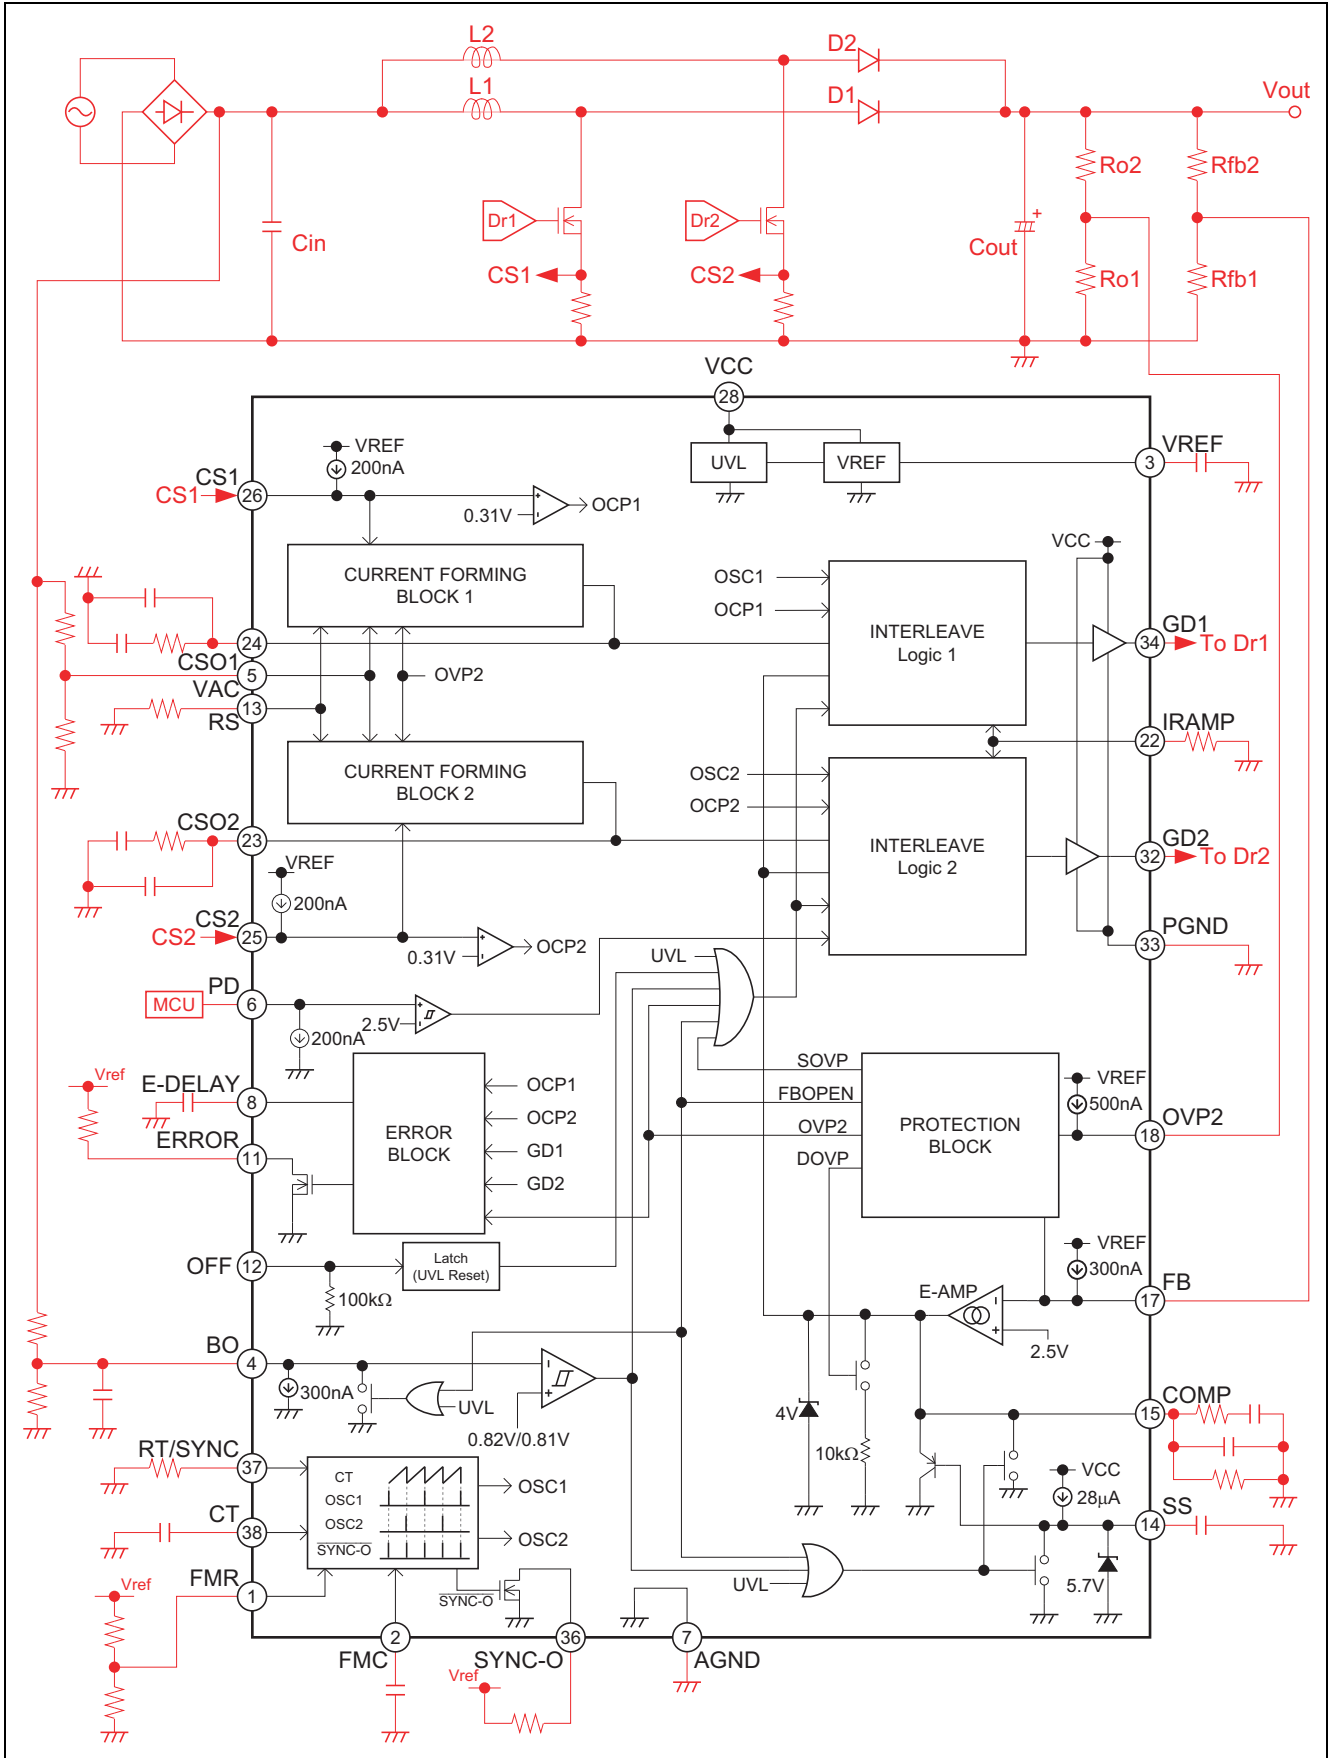 L2
D2
L1
D1
Vout
Ro2
Rfb2
Dr1
Dr2
Cin
Cout
CS1
CS2
Ro1
Rfb1
VCC
28
VREF
200nA
UVL
VREF
VREF
3
CS1
CS1
26
0.31V
OCP1
VCC
CURRENT FORMING
BLOCK 1
OSC1
OCP1
INTERLEAVE
Logic 1
GD1
34
To Dr1
24
CSO1
5
OVP2
VAC
13
RS
IRAMP
22
CURRENT FORMING
BLOCK 2
OSC2
OCP2
CSO2
23
INTERLEAVE
Logic 2
GD2
32
To Dr2
VREF
200nA
CS2
CS2
25
0.31V
OCP2
PGND
33
UVL
PD
MCU
6
2.5V
200nA
Vref
E-DELAY
8
ERROR
11
ERROR
BLOCK
OCP1
OCP2
GD1
GD2
SOVP
FBOPEN
OVP2
DOVP
PROTECTION
BLOCK
VREF
500nA
OVP2
18
OFF
12
Latch
(UVL Reset)
100kΩ
VREF
300nA
FB
17
E-AMP
2.5V
BO
4
300nA
UVL
0.82V/0.81V
4V
10kΩ
COMP
15
RT/SYNC
37
CT
OSC1
OSC2
SYNC-O
OSC1
OSC2
VCC
28μA
SS
14
CT
38
5.7V
UVL
Vref
FMR
1
SYNC-O
2
FMC
36
SYNC-O
7
AGND
Vref